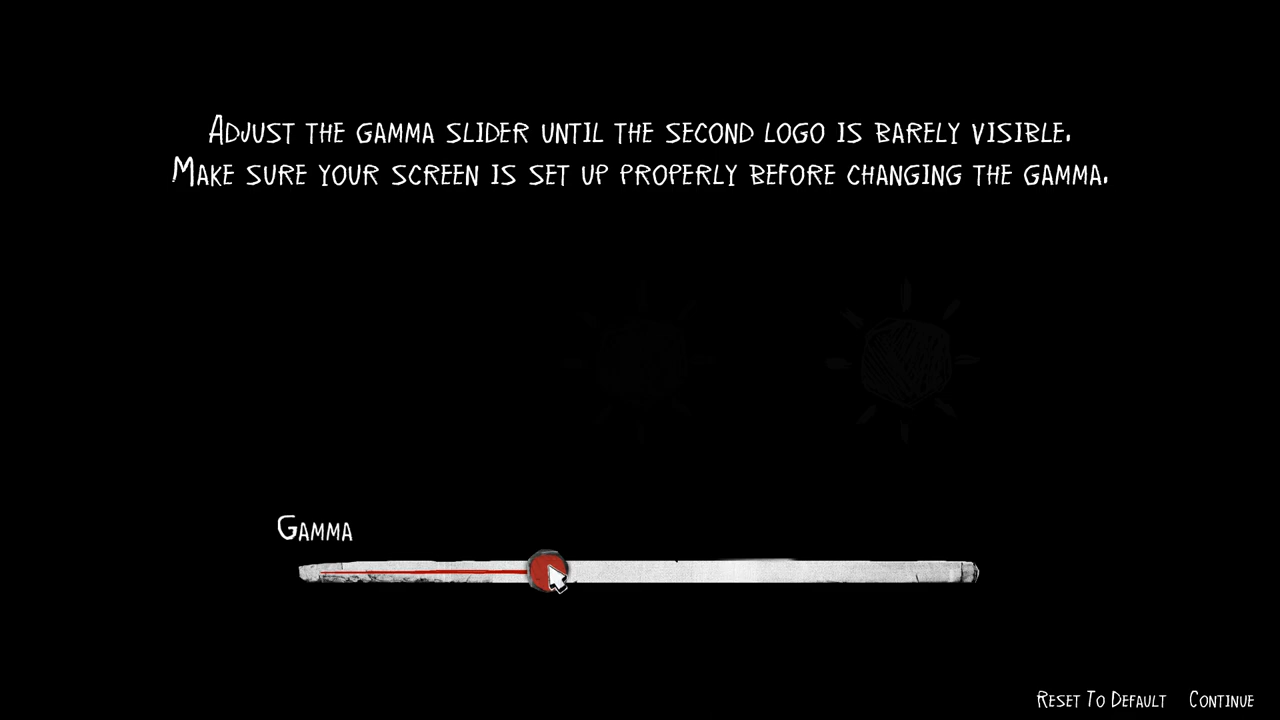 Adjust the gamma slider until the second logo is barely visible.
Make sure your screen is set up properly before changing the gamma.
Gamma
Reset To Default Continue